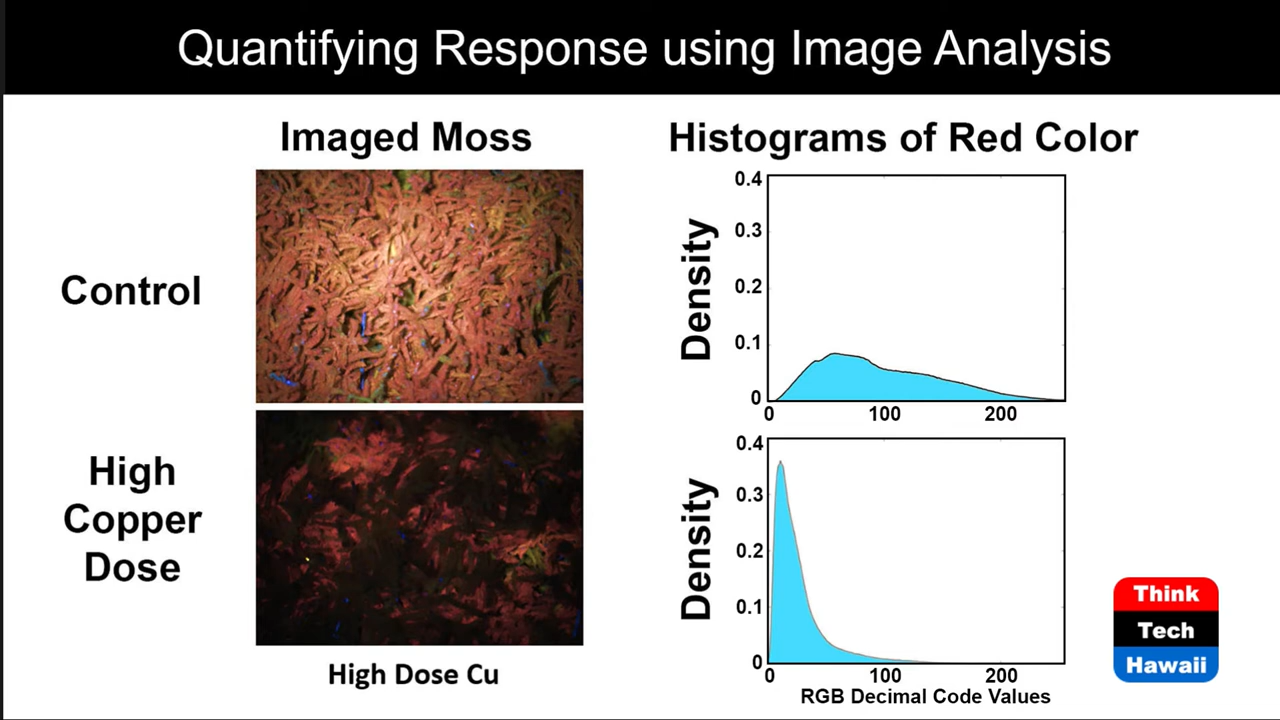 Quantifying Response using Image Analysis
Imaged Moss
Histograms of Red Color
Control
0.4
0.3
0.2
0.1
0
Density
0
100
200
High
Copper
Dose
0.4
0.3
0.2
0.1
0
Density
0
100
200
RGB Decimal Code Values
High Dose Cu
Think
Tech
Hawaii